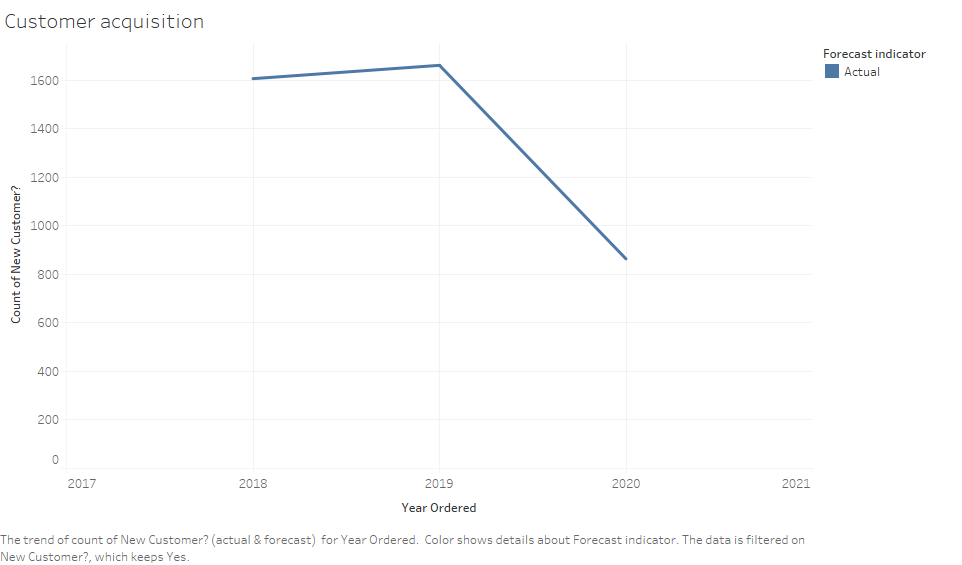 Customer acquisition
Forecast indicator
Actual
Count of New Customer?
1600
1400
1200
1000
800
600
400
200
0
2017 2018 2019 2020 2021
Year Ordered
The trend of count of New Customer? (actual & forecast)  for Year Ordered.  Color shows details about Forecast indicator. The data is filtered on
New Customer?, which keeps Yes.